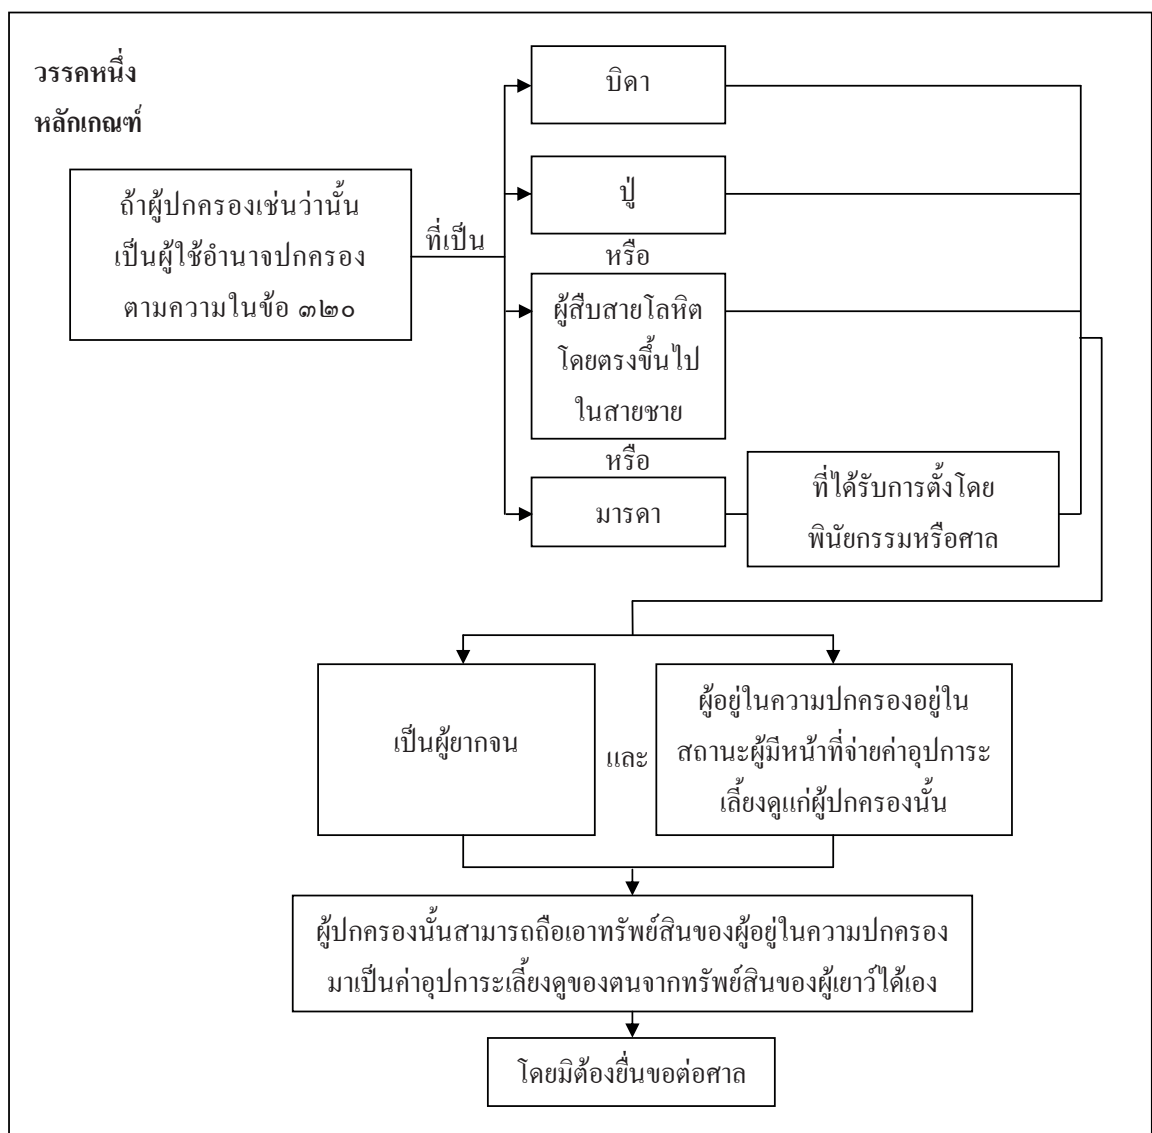 วรรคหนึ่ง
หลักเกณฑ์
ถ้าผู้ปกครองเช่นว่านั้น
เป็นผู้ใช้อำนาจปกครอง
ตามความในข้อ ๓๒๐
ที่เป็น
บิดา
ปู่
หรือ
ผู้สืบสายโลหิต
โดยตรงขึ้นไป
ในสายชาย
หรือ
มารดา
ที่ได้รับการตั้งโดย
พินัยกรรมหรือศาล
เป็นผู้ยากจน
และ
ผู้อยู่ในความปกครองอยู่ใน
สถานะผู้มีหน้าที่จ่ายค่าอุปการะ
เลี้ยงดูแก่ผู้ปกครองนั้น
ผู้ปกครองนั้นสามารถถือเอาทรัพย์สินของผู้อยู่ในความปกครอง
มาเป็นค่าอุปการะเลี้ยงดูของตนจากทรัพย์สินของผู้เยาว์ได้เอง
โดยมิต้องยื่นขอต่อศาล